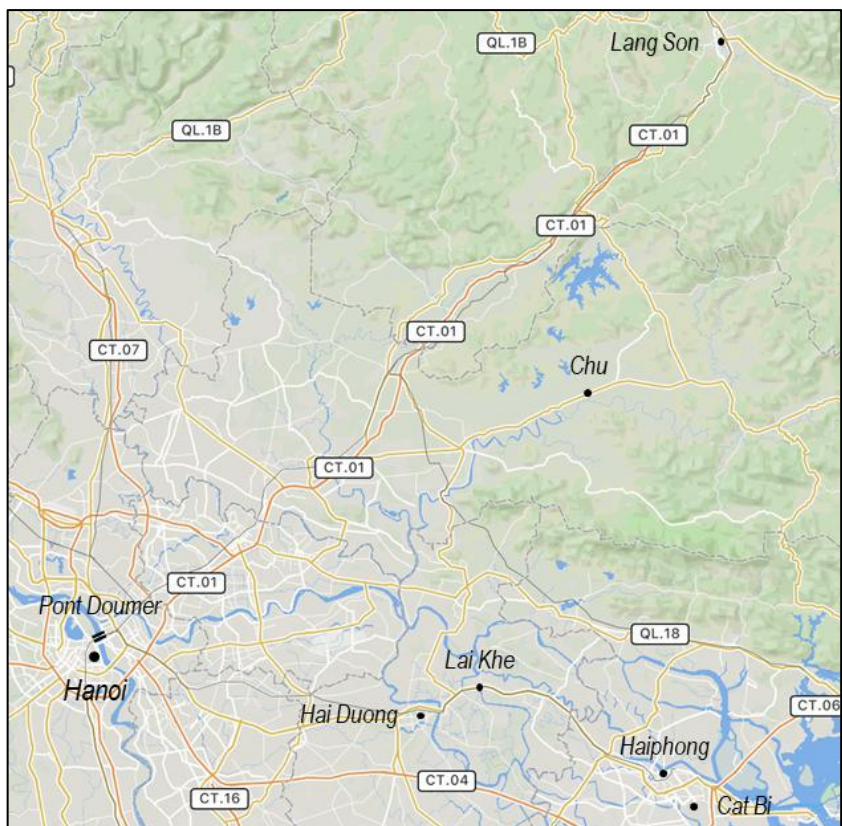 QL.1B
Lang Son
CT.01
QL.1B
CT.01
CT.01
CT.07
Chu
CT.01
CT.01
Pont Doumer
QL.18
Lai Khe
Hanoi
CT.06
Hai Duong
Haiphong
CT.04
CT.16
Cat Bi